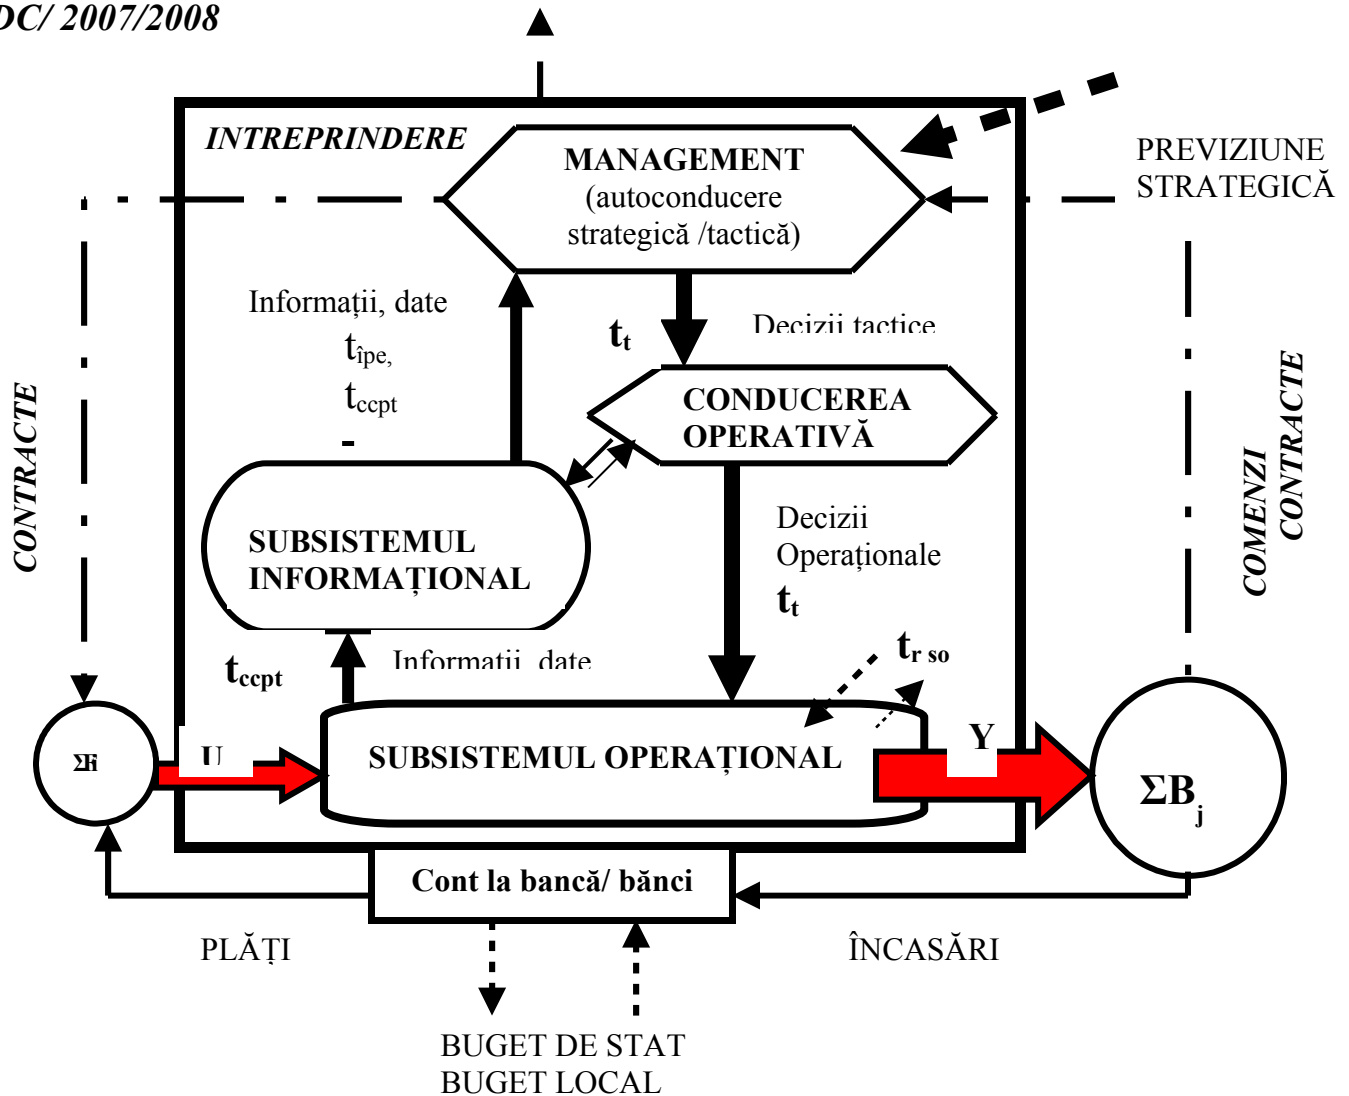 DC/ 2007/2008
INTREPRINDERE
MANAGEMENT
(autoconducere
strategică /tactică)
PREVIZIUNE
STRATEGICĂ
Informații, date
tîpe,
tccpt
-
tt
Decizii tactice
CONDUCEREA
OPERATIVĂ
CONTRACTE
COMENZI
CONTRACTE
SUBSISTEMUL
INFORMAȚIONAL
Decizii
Operaționale
tt
tccpt
Informații date
tr so
ΣFi
U
SUBSISTEMUL OPERAȚIONAL
Y
ΣBj
Cont la bancă/ bănci
PLĂȚI
ÎNCASĂRI
BUGET DE STAT
BUGET LOCAL